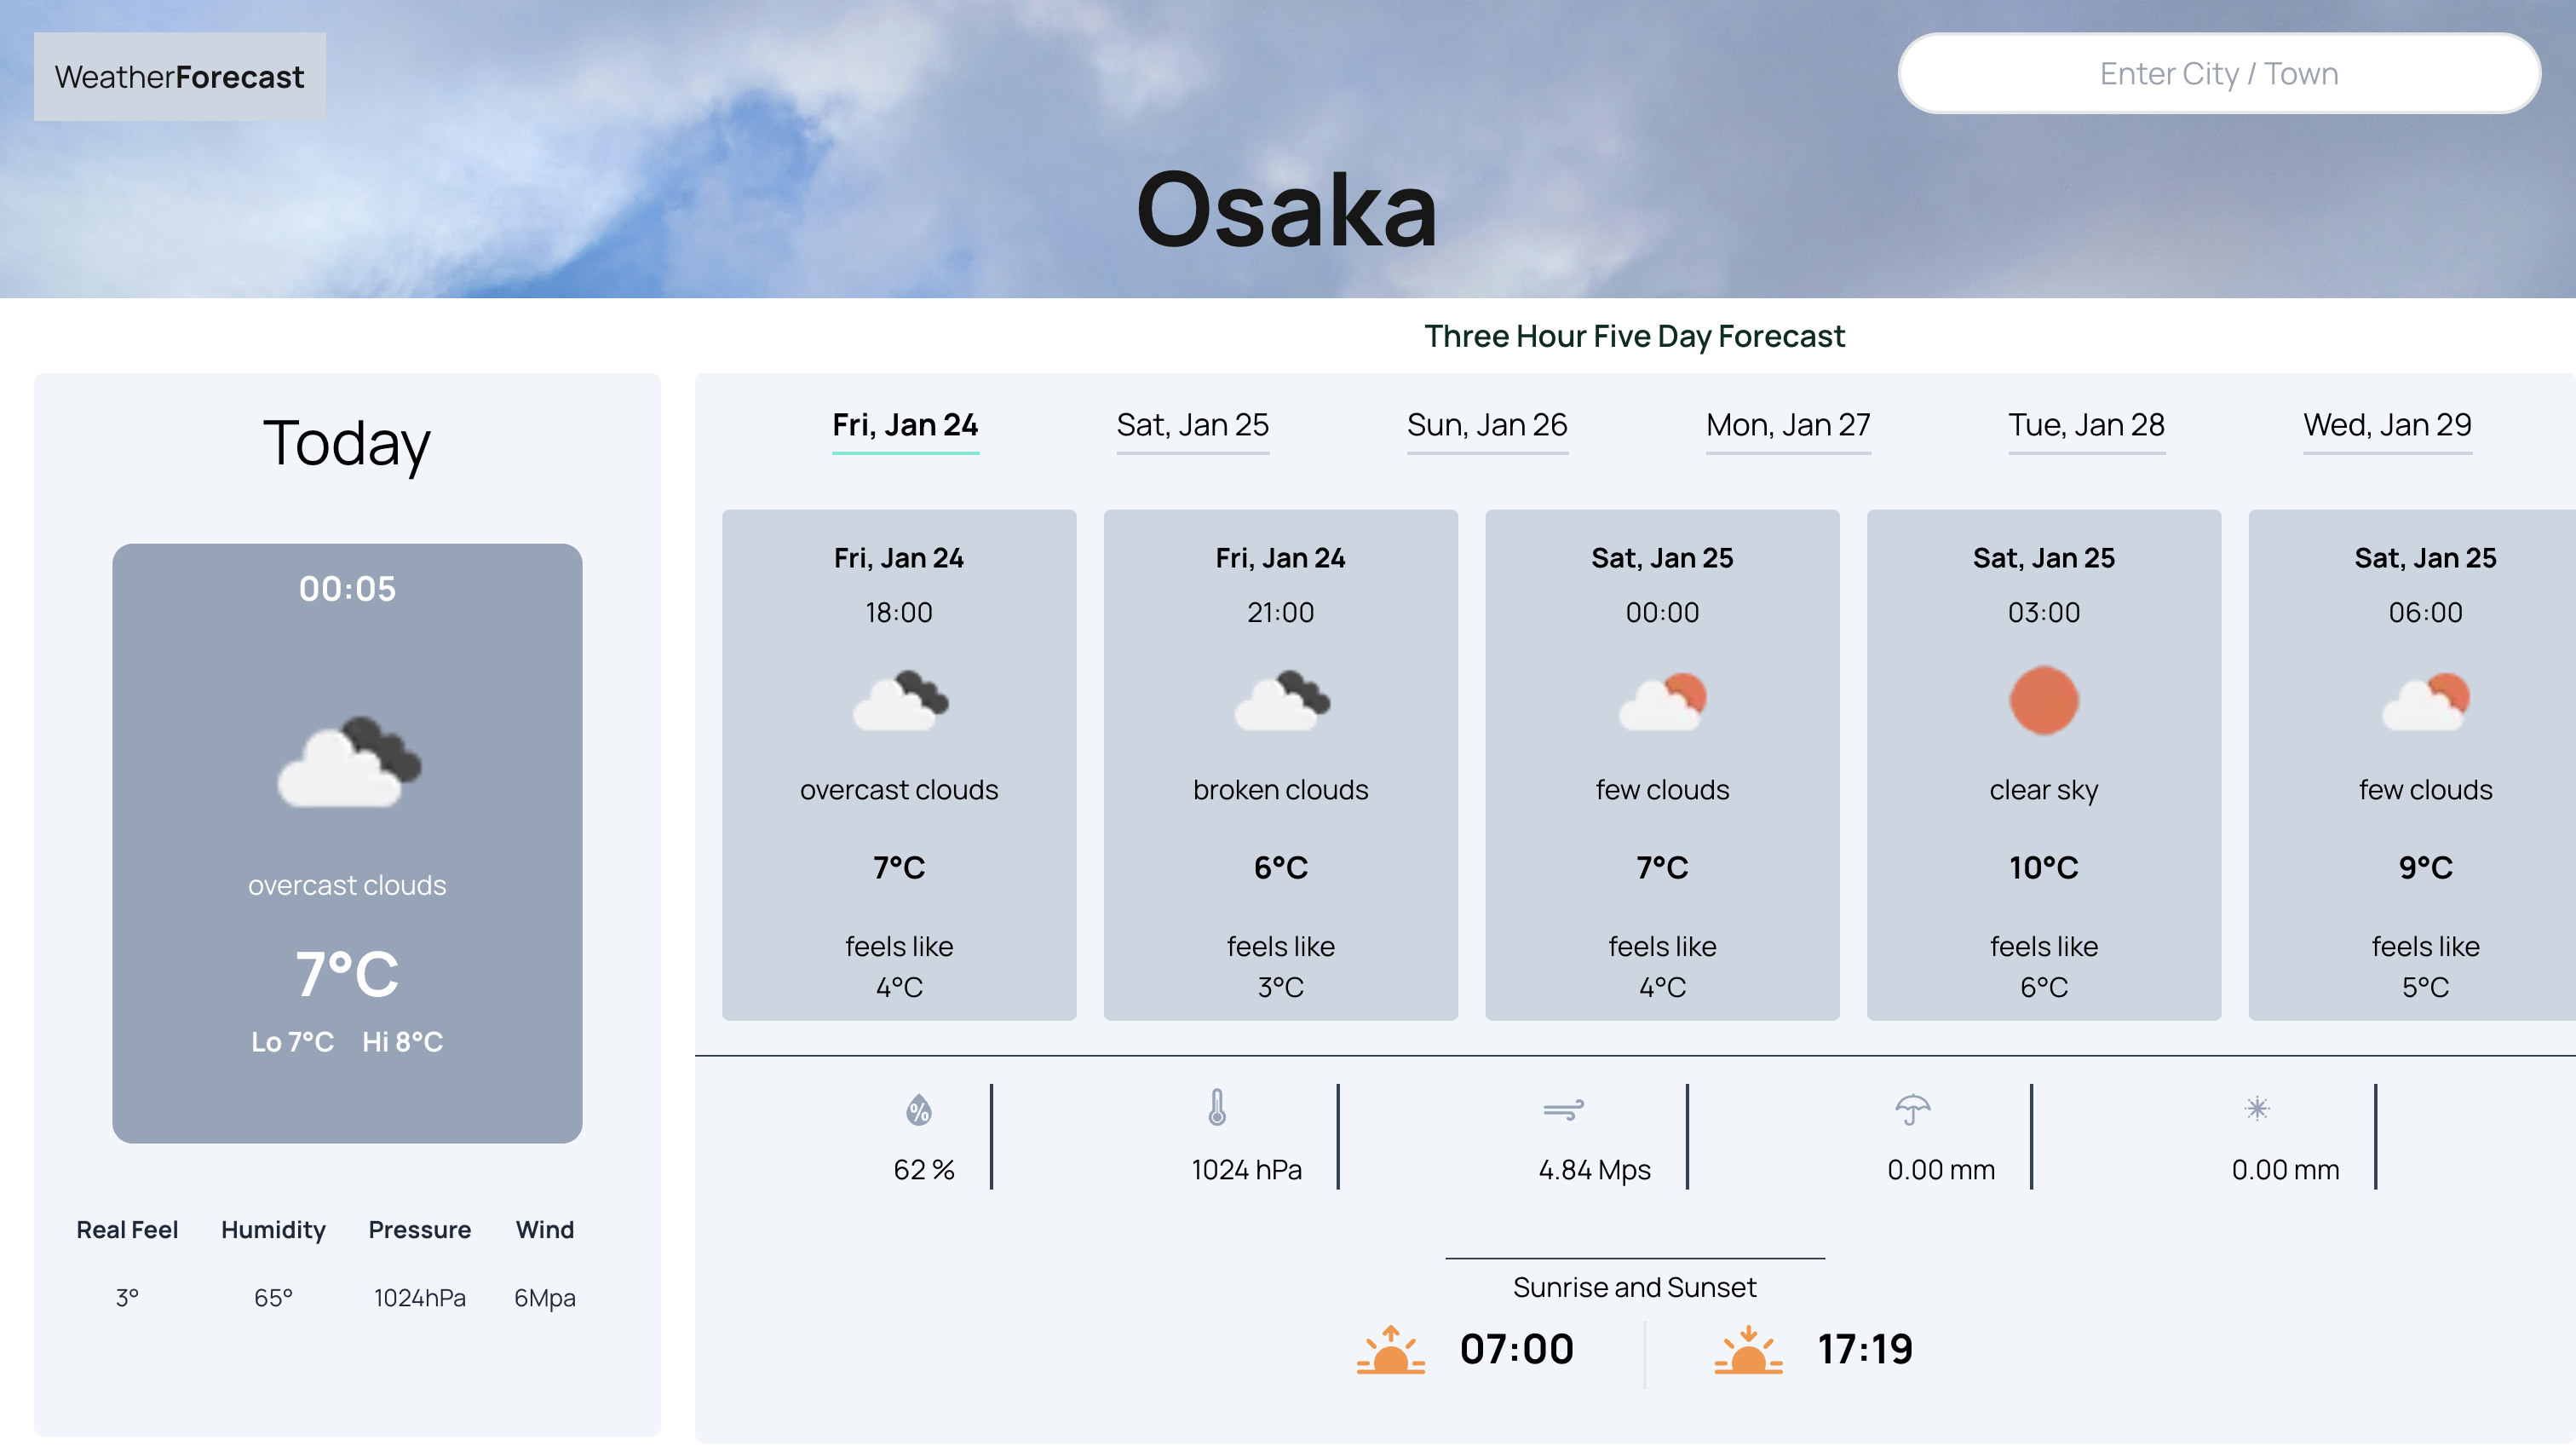 WeatherForecast
Enter City / Town
Osaka
Three Hour Five Day Forecast
Today
00:05
overcast clouds
7°C
Lo 7°C Hi 8°C
Real Feel Humidity Pressure Wind
3° 65° 1024hPa 6Mpa
Fri, Jan 24 Sat, Jan 25 Sun, Jan 26 Mon, Jan 27 Tue, Jan 28 Wed, Jan 29
Fri, Jan 24
18:00
overcast clouds
7°C
feels like
4°C
Fri, Jan 24
21:00
broken clouds
6°C
feels like
3°C
Sat, Jan 25
00:00
few clouds
7°C
feels like
4°C
Sat, Jan 25
03:00
clear sky
10°C
feels like
6°C
Sat, Jan 25
06:00
few clouds
9°C
feels like
5°C
%
62 % 1024 hPa 4.84 Mps 0.00 mm 0.00 mm
Sunrise and Sunset
07:00 17:19